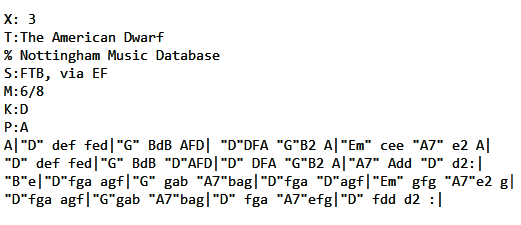 X: 3
T:The American Dwarf
% Nottingham Music Database
S:FTB, via EF
M:6/8
K:D
P:A
A|"D" def fed|"G" BdB AFD| "D"DFA "G"B2 A|"Em" cee "A7" e2 A|
"D" def fed|"G" BdB "D"AFD|"D" DFA "G"B2 A|"A7" Add "D" d2:|
"B"e|"D"fga agf|"G" gab "A7"bag|"D"fga "D"agf|"Em" gfg "A7"e2 g|
"D"fga agf|"G"gab "A7"bag|"D" fga "A7"efg|"D" fdd d2 :|